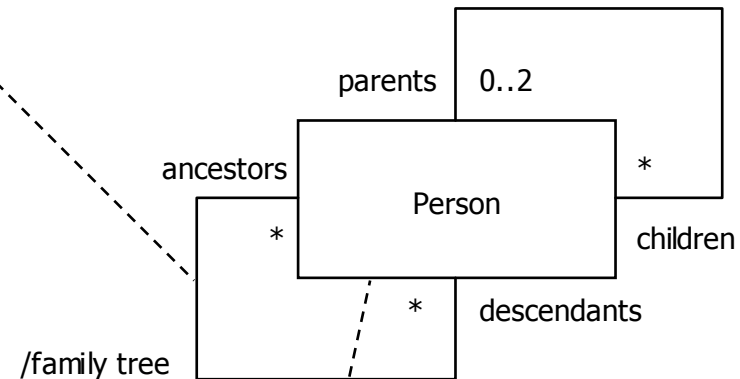 parents 0..2
ancestors
*
Person
*
children
*
descendants
/family tree